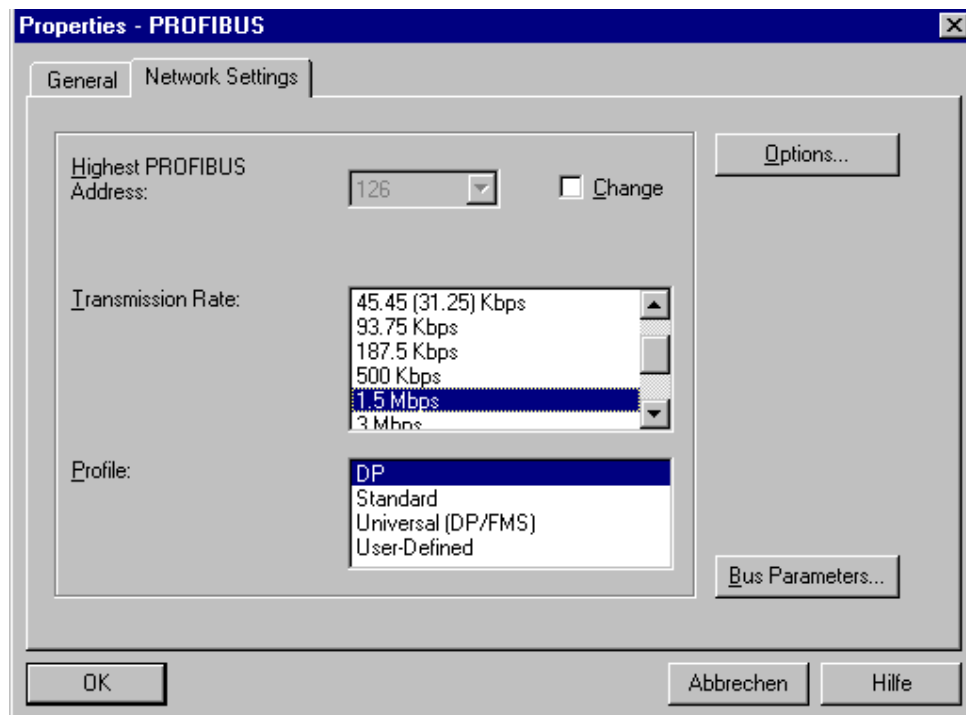 Properties - PROFIBUS
General
Network Settings
Highest PROFIBUS
Address:
126
Change
Options...
Transmission Rate:
45.45 (31.25) Kbps
93.75 Kbps
187.5 Kbps
500 Kbps
1.5 Mbps
3 Mbps
Profile:
DP
Standard
Universal (DP/FMS)
User-Defined
Bus Parameters...
OK
Abbrechen
Hilfe